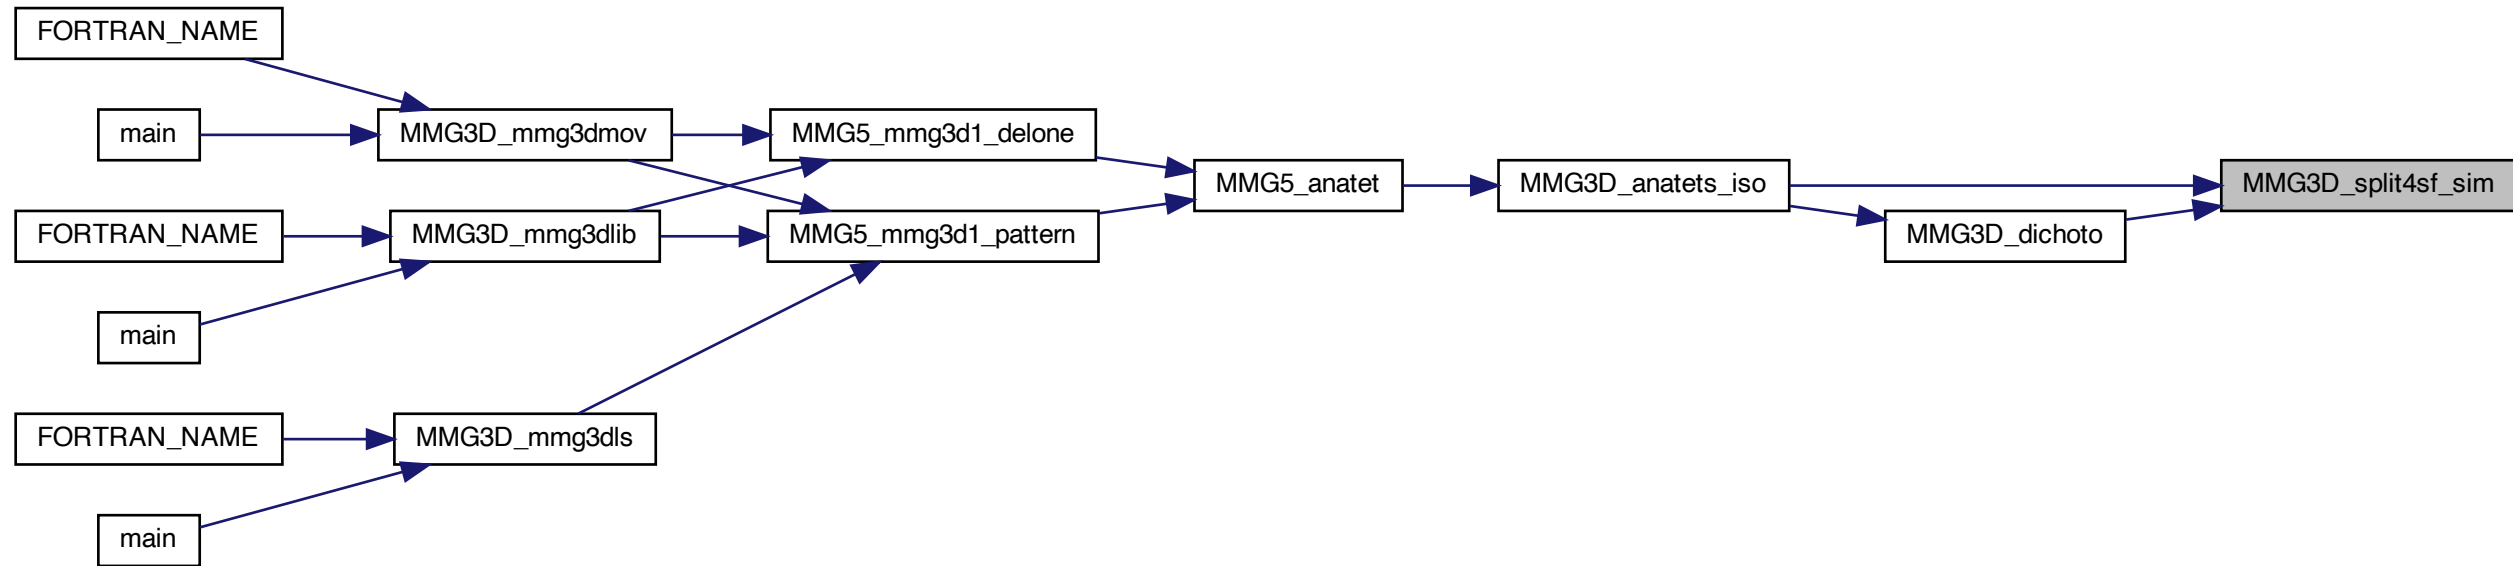 FORTRAN_NAME
main
MMG3D_mmg3dmov
MMG5_mmg3d1_delone
MMG5_anatet
MMG3D_anatets_iso
MMG3D_split4sf_sim
FORTRAN_NAME
MMG3D_mmg3dlib
MMG5_mmg3d1_pattern
MMG3D_dichoto
main
FORTRAN_NAME
MMG3D_mmg3dls
main